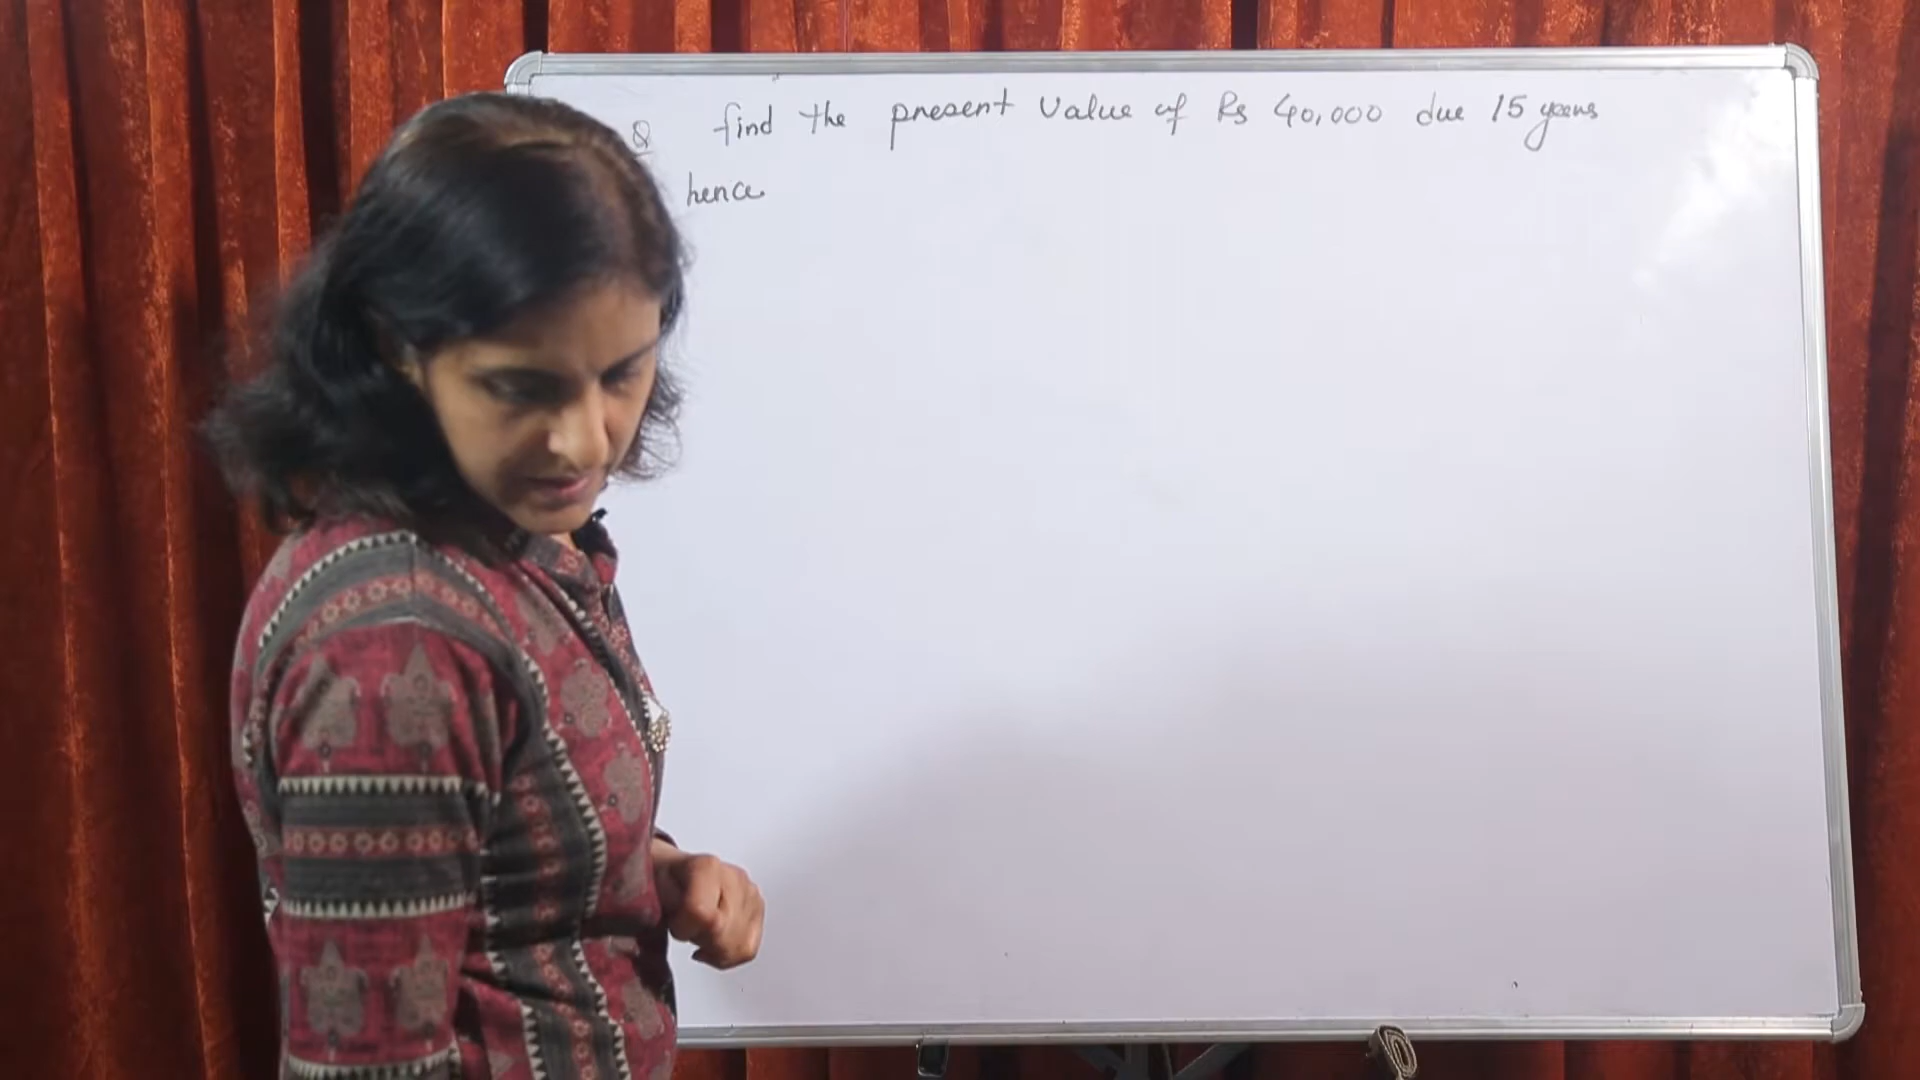 Q find the present value of Rs 40,000 due 15 years
hence